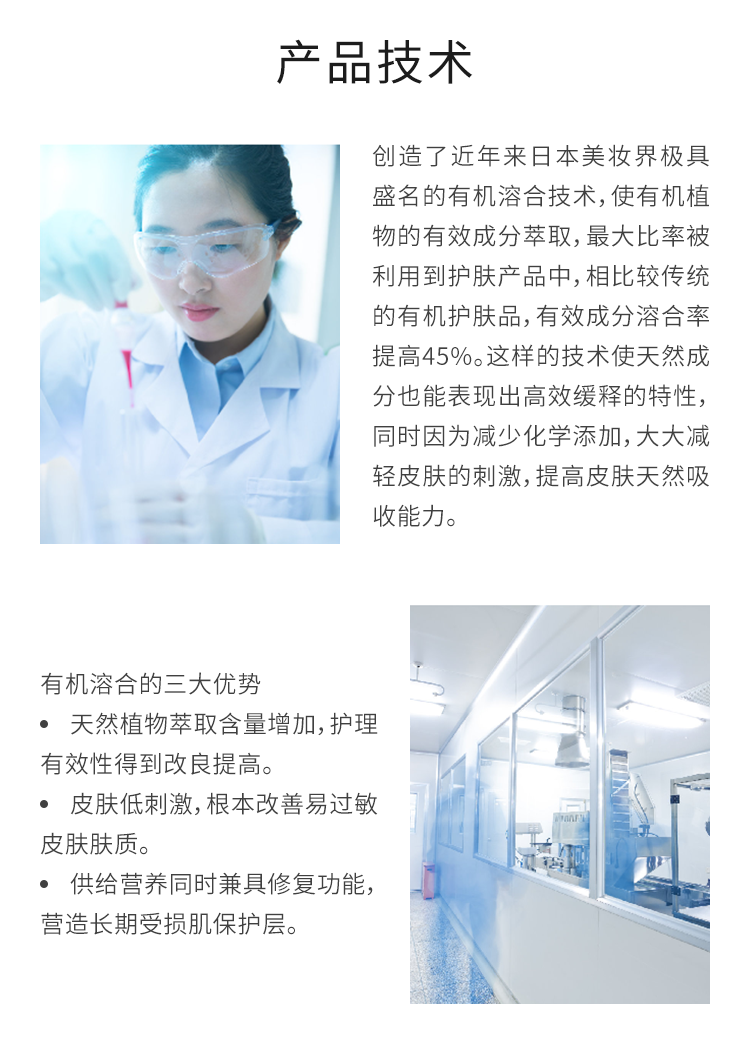 产品技术
创造了近年来日本美妆界极具
盛名的有机溶合技术，使有机植
物的有效成分萃取，最大比率被
利用到护肤产品中，相比较传统
的有机护肤品，有效成分溶合率
提高45%。这样的技术使天然成
分也能表现出高效缓释的特性，
同时因为减少化学添加，大大减
轻皮肤的刺激，提高皮肤天然吸
收能力。
有机溶合的三大优势
• 天然植物萃取含量增加，护理
有效性得到改良提高。
• 皮肤低刺激，根本改善易过敏
皮肤肤质。
• 供给营养同时兼具修复功能，
营造长期受损肌保护层。